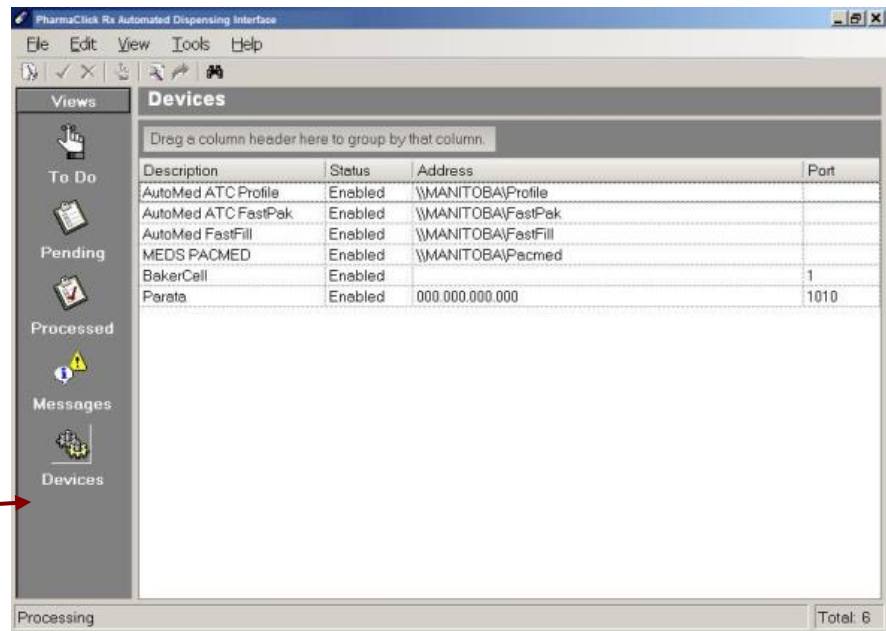 PharmaClick Rx Automated Dispensing Interface
File Edit View Tools Help
Views
Devices
To Do
Pending
Processed
Messages
Devices
Drag a column header here to group by that column.
Description Status Address Port
AutoMed ATC Profile Enabled \\MANITOBA\Profile
AutoMed ATC FastPak Enabled \\MANITOBA\FastPak
AutoMed FastFill Enabled \\MANITOBA\FastFill
MEDS PACMED Enabled \\MANITOBA\Pacmed
BakerCell Enabled 1
Parata Enabled 000.000.000.000 1010
Processing Total: 6